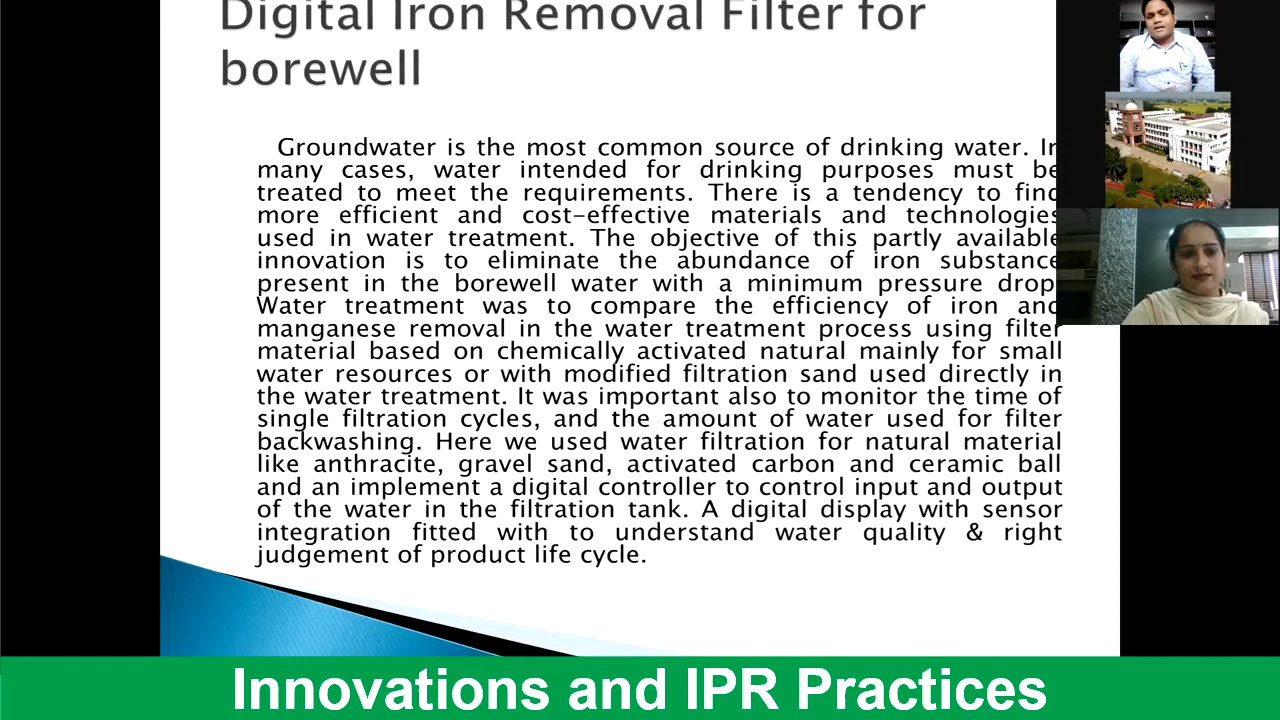 Digital Iron Removal Filter for
borewell
Groundwater is the most common source of drinking water. In
many cases, water intended for drinking purposes must be
treated to meet the requirements. There is a tendency to find
more efficient and cost-effective materials and technologies
used in water treatment. The objective of this partly available
innovation is to eliminate the abundance of iron substance
present in the borewell water with a minimum pressure drop.
Water treatment was to compare the efficiency of iron and
manganese removal in the water treatment process using filter
material based on chemically activated natural mainly for small
water resources or with modified filtration sand used directly in
the water treatment. It was important also to monitor the time of
single filtration cycles, and the amount of water used for filter
backwashing. Here we used water filtration for natural material
like anthracite, gravel sand, activated carbon and ceramic ball
and an implement a digital controller to control input and output
of the water in the filtration tank. A digital display with sensor
integration fitted with to understand water quality & right
judgement of product life cycle.
Innovations and IPR Practices